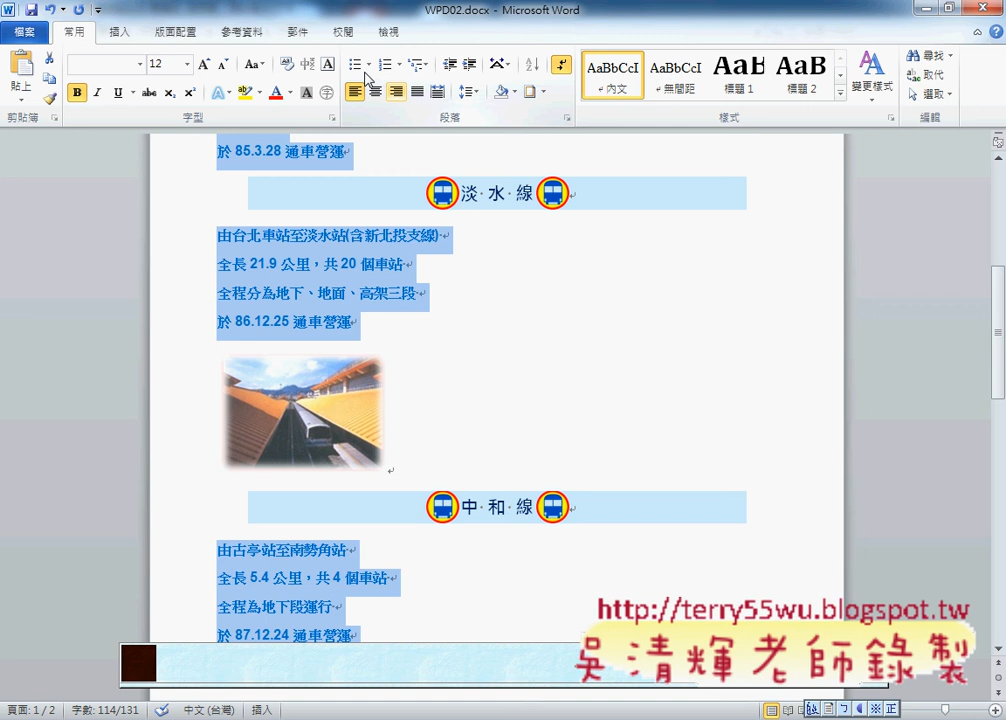 WPD02.docx - Microsoft Word
檔案 常用 插入 版面配置 參考資料 郵件 校閱 檢視
貼上 12 AaBbCcI AaBbCcI AaB AaB 變更樣式 尋找 取代 選取
內文 無間距 標題 1 標題 2
剪貼簿 字型 段落 樣式 編輯
於 85.3.28 通車營運
淡 水 線
由台北車站至淡水站(含新北投支線)
全長 21.9 公里，共 20 個車站
全程分為地下、地面、高架三段
於 86.12.25 通車營運
中 和 線
由古亭站至南勢角站
全長 5.4 公里，共 4 個車站
全程為地下段運行
於 87.12.24 通車營運
http://terry55wu.blogspot.tw
吳清輝老師錄製
頁面: 1 / 2 字數: 114/131 中文 (台灣) 插入